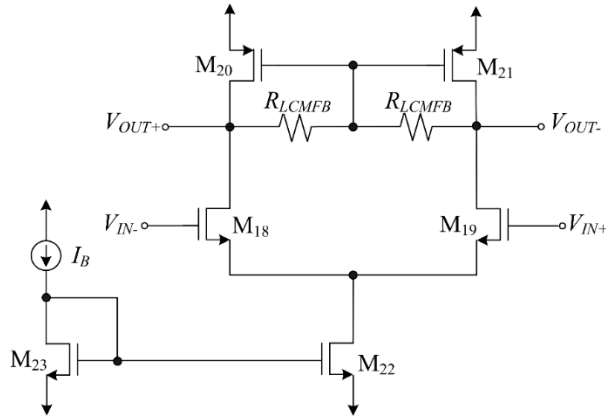 M20
M21
RLCMFB
RLCMFB
VOUT+
VOUT-
VIN-
M18
M19
VIN+
IB
M23
M22